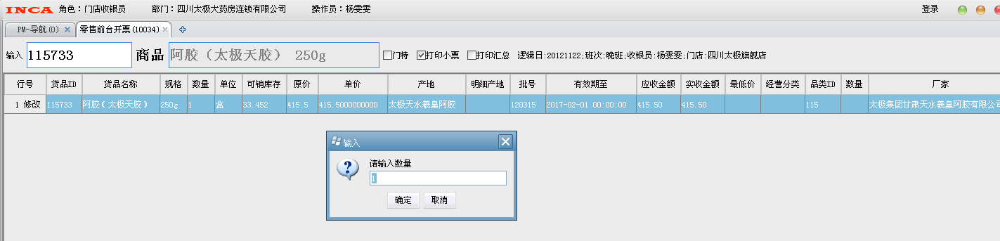 INCA 角色：门店收银员 部门：四川太极大药房连锁有限公司 操作员：杨雯雯 登录
PM-导航(0) 零售前台开票(10034)
输入 115733 商品 阿胶（太极天胶） 250g 门特 打印小票 打印汇总 逻辑日:20121122;班次:晚班;收银员:杨雯雯;门店:四川太极旗舰店
行号 货品ID 货品名称 规格 数量 单位 可销库存 原价 单价 产地 明细产地 批号 有效期至 应收金额 实收金额 最低价 经营分类 品类ID 数量 厂家
1 修改 115733 阿胶（太极天胶） 250g 1 盒 33.452 415.5 415.5000000000 太极天水羲皇阿胶 120315 2017-02-01 00:00:00 415.50 415.50 115 太极集团甘肃天水羲皇阿胶有限公司
输入
请输入数量
1
确定 取消